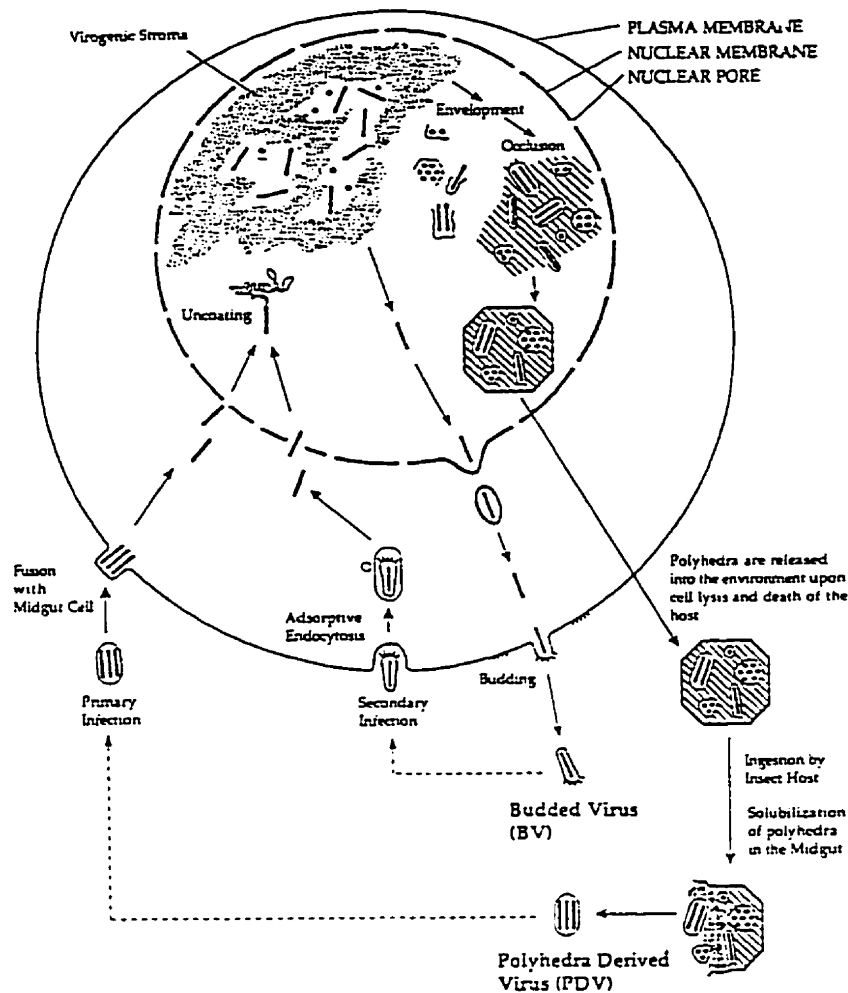 Virogenic Stroma
PLASMA MEMBRANE
NUCLEAR MEMBRANE
NUCLEAR PORE
Envelopment
Occlusion
Uncoating
Fusion
with
Midgut Cell
Adsorptive
Endocytosis
Polyhedra are released
into the environment upon
cell lysis and death of the
host
Budding
Primary
Infection
Secondary
Infection
Ingestion by
Insect Host
Budded Virus
(BV)
Solubilization
of polyhedra
in the Midgut
Polyhedra Derived
Virus (PDV)